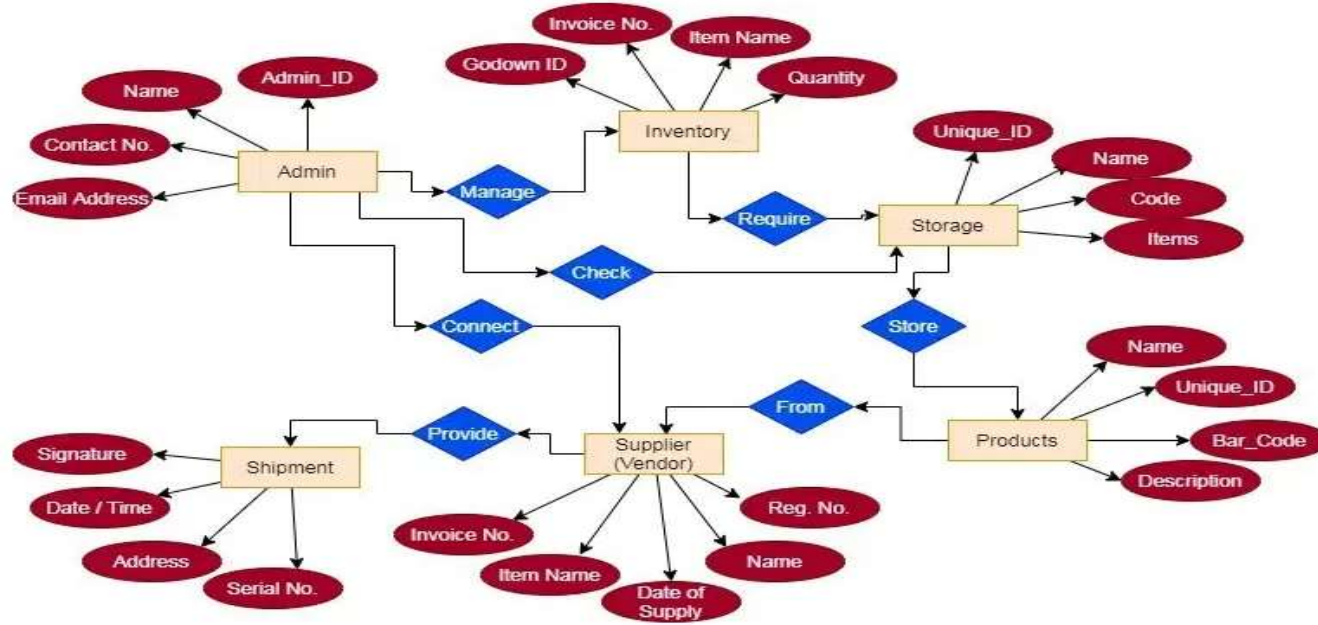 Invoice No.
Item Name
Godown ID
Quantity
Admin_ID
Name
Contact No.
Email Address
Admin
Manage
Inventory
Unique_ID
Name
Code
Items
Require
Storage
Check
Connect
Store
Name
Unique_ID
Bar_Code
Description
From
Products
Provide
Supplier
(Vendor)
Shipment
Signature
Date / Time
Address
Serial No.
Invoice No.
Item Name
Date of
Supply
Name
Reg. No.